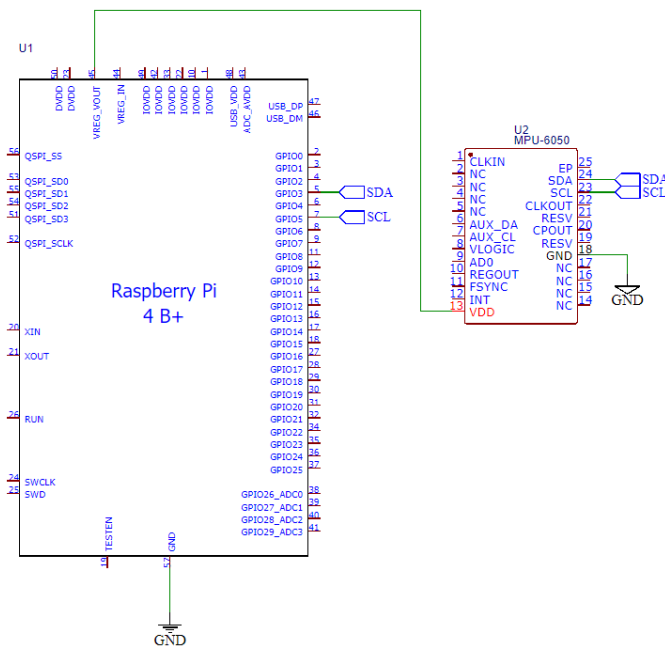 U1
50 DVDD
23 DVDD
45 VREG_VOUT
44 VREG_IN
49 IOVDD
42 IOVDD
33 IOVDD
22 IOVDD
10 IOVDD
1 IOVDD
48 USB_VDD
43 ADC_AVDD
USB_DP 47
USB_DM 46
56 QSPI_SS
53 QSPI_SD0
55 QSPI_SD1
54 QSPI_SD2
51 QSPI_SD3
52 QSPI_SCLK
20 XIN
21 XOUT
26 RUN
24 SWCLK
25 SWD
Raspberry Pi
4 B+
GPIO0 2
GPIO1 3
GPIO2 4
GPIO3 5 SDA
GPIO4 6
GPIO5 7 SCL
GPIO6 8
GPIO7 9
GPIO8 11
GPIO9 12
GPIO10 13
GPIO11 14
GPIO12 15
GPIO13 16
GPIO14 17
GPIO15 18
GPIO16 27
GPIO17 28
GPIO18 29
GPIO19 30
GPIO20 31
GPIO21 32
GPIO22 34
GPIO23 35
GPIO24 36
GPIO25 37
GPIO26_ADC0 38
GPIO27_ADC1 39
GPIO28_ADC2 40
GPIO29_ADC3 41
TESTEN 19
GND 57
GND
U2
MPU-6050
1 CLKIN
2 NC
3 NC
4 NC
5 NC
6 AUX_DA
7 AUX_CL
8 VLOGIC
9 AD0
10 REGOUT
11 FSYNC
12 INT
13 VDD
EP 25
SDA 24 SDA
SCL 23 SCL
CLKOUT 22
RESV 21
CPOUT 20
RESV 19
GND 18
NC 17
NC 16
NC 15
NC 14
GND